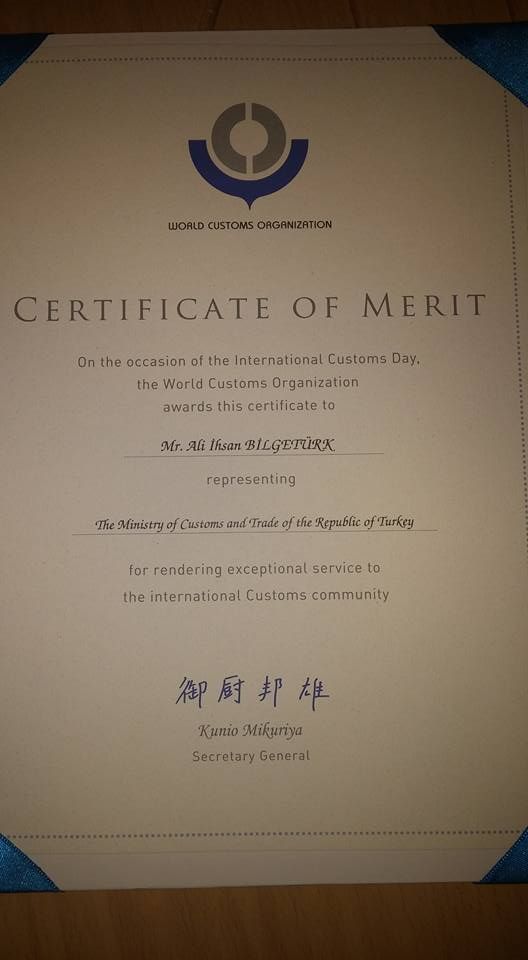 WORLD CUSTOMS ORGANIZATION
CERTIFICATE OF MERIT
On the occasion of the International Customs Day,
the World Customs Organization
awards this certificate to
Mr. Ali İhsan BİLGETÜRK
representing
The Ministry of Customs and Trade of the Republic of Turkey
for rendering exceptional service to
the international Customs community
御厨邦雄
Kunio Mikuriya
Secretary General